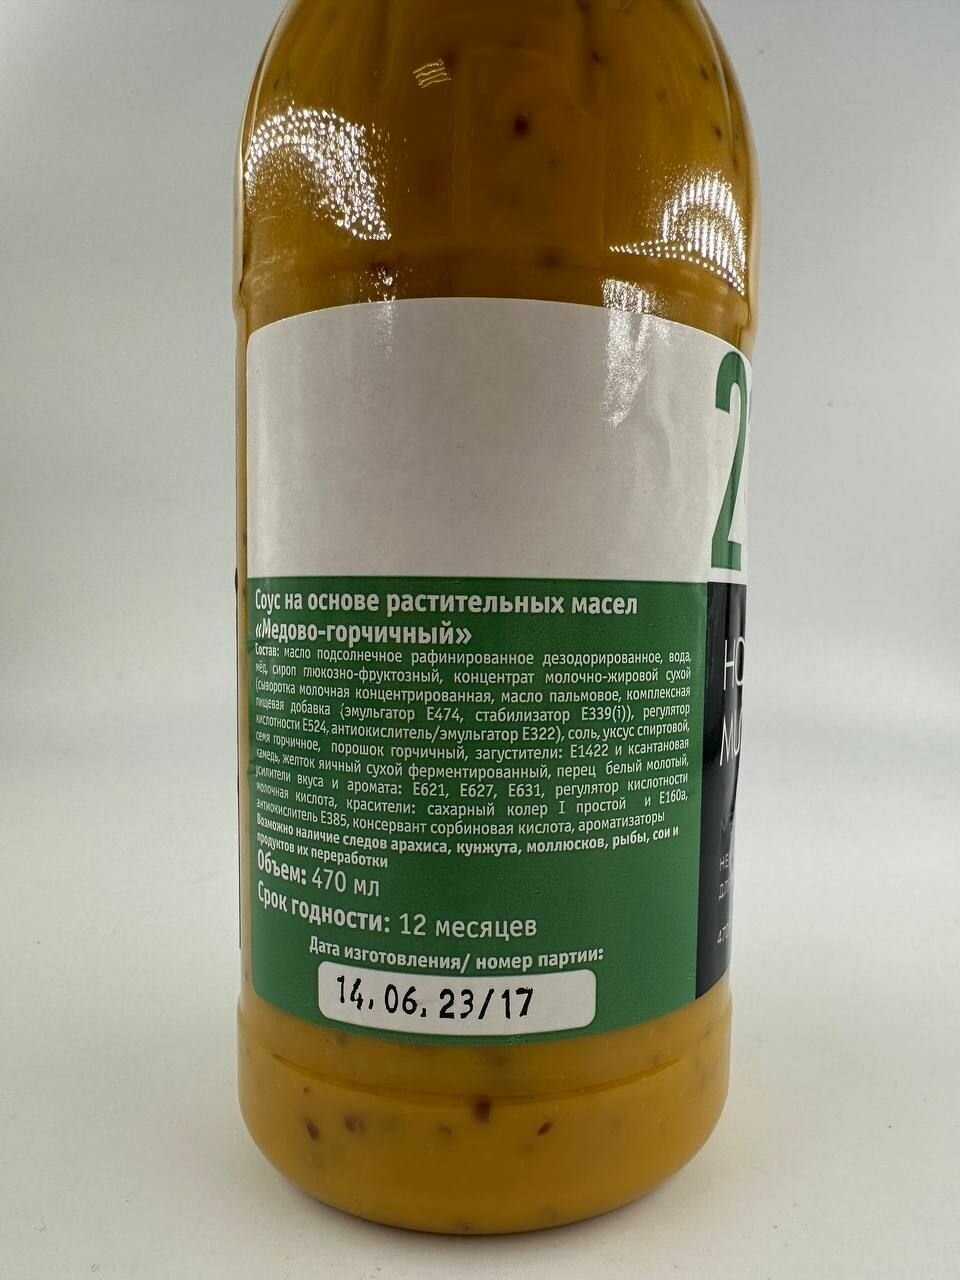 Соус на основе растительных масел
«Медово-горчичный»
Состав: масло подсолнечное рафинированное дезодорированное, вода,
мёд, сироп глюкозно-фруктозный, концентрат молочно-жировой сухой
(сыворотка молочная концентрированная, масло пальмовое, комплексная
пищевая добавка (эмульгатор Е474, стабилизатор Е339(i)), регулятор
кислотности Е524, антиокислитель/эмульгатор Е322), соль, уксус спиртовой,
семя горчичное, порошок горчичный, загустители: Е1422 и ксантановая
камедь, желток яичный сухой ферментированный, перец белый молотый,
усилители вкуса и аромата: Е621, Е627, Е631, регулятор кислотности
молочная кислота, красители: сахарный колер I простой и Е160а,
антиокислитель Е385, консервант сорбиновая кислота, ароматизаторы
Возможно наличие следов арахиса, кунжута, моллюсков, рыбы, сои и
продуктов их переработки
Объем: 470 мл
Срок годности: 12 месяцев
Дата изготовления/ номер партии:
14.06.23/17
2
HO
MU